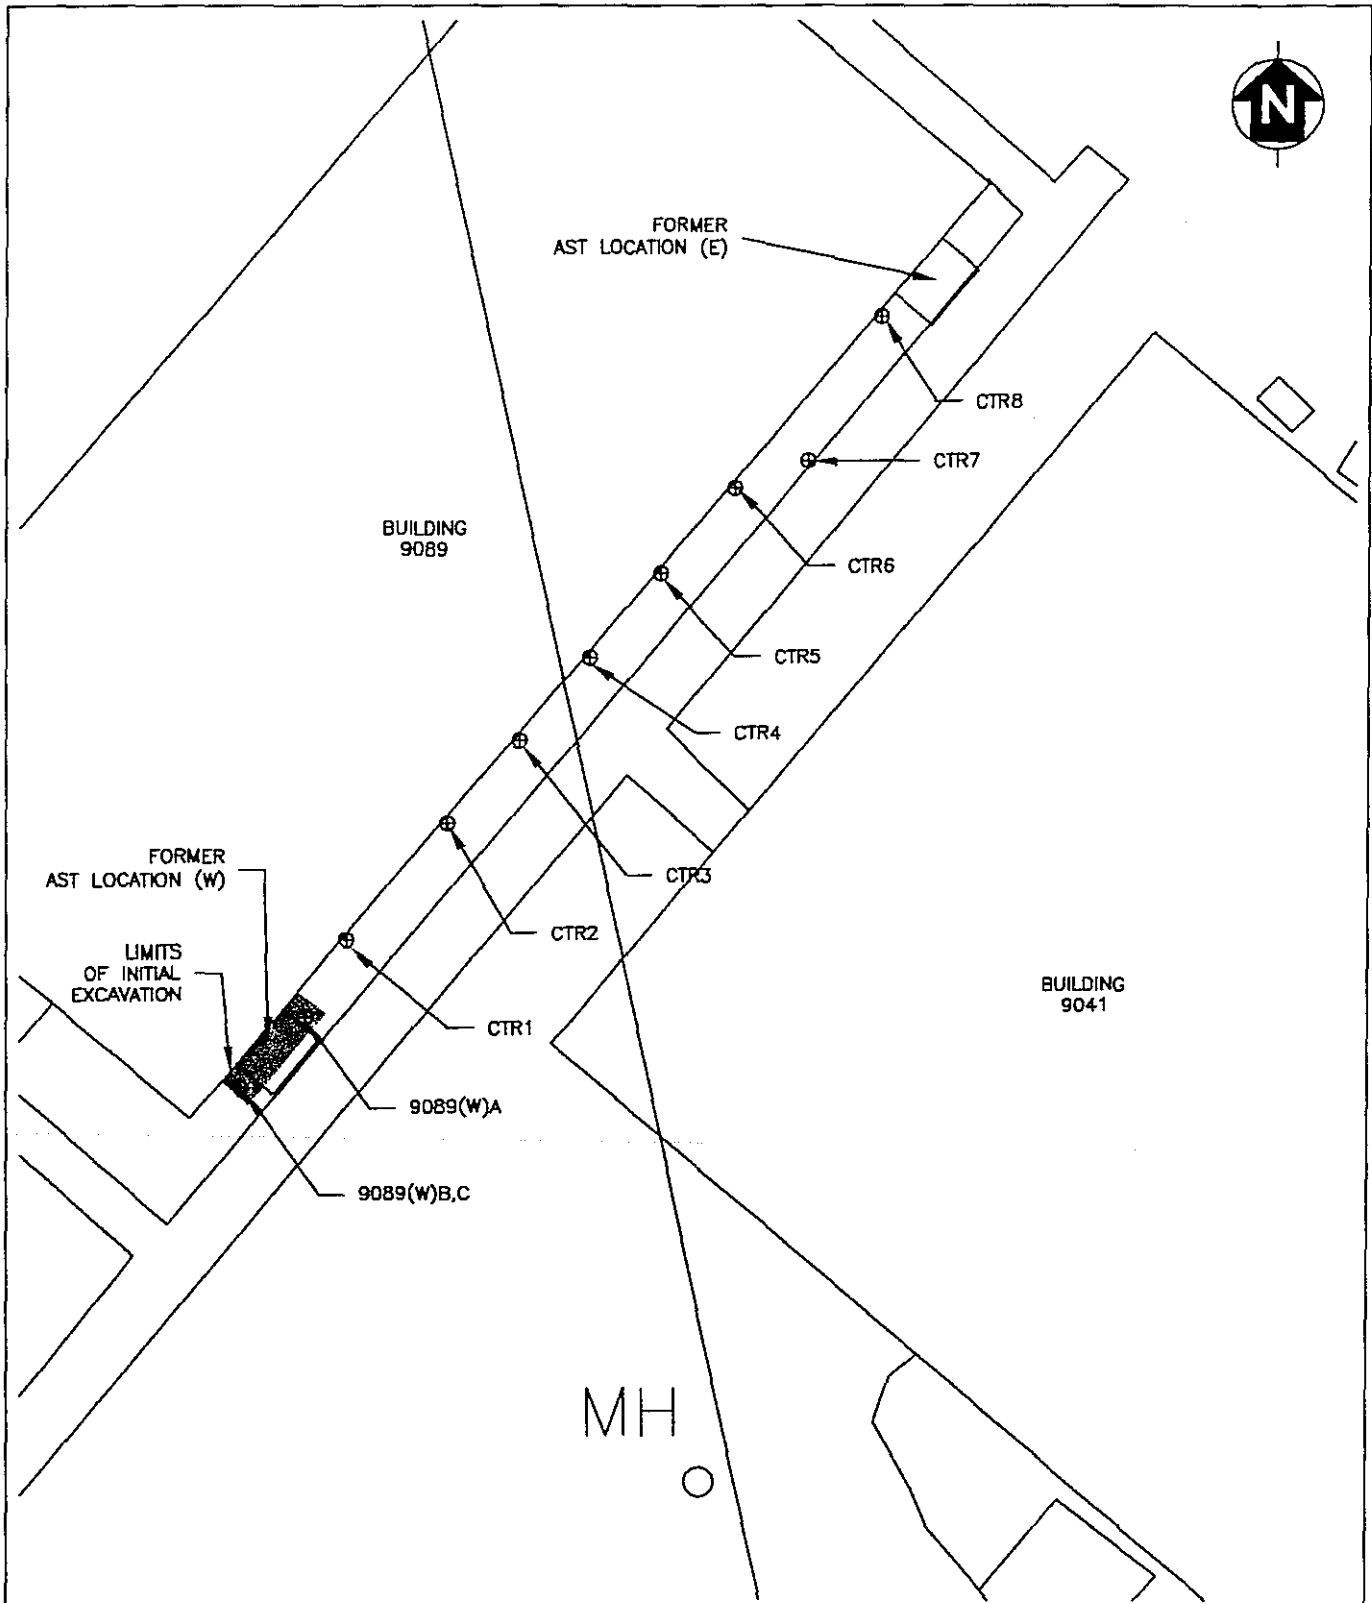 N
FORMER
AST LOCATION (E)
CTR8
CTR7
BUILDING
9089
CTR6
CTR5
CTR4
FORMER
AST LOCATION (W)
CTR3
CTR2
LIMITS
OF INITIAL
EXCAVATION
BUILDING
9041
CTR1
9089(W)A
9089(W)B,C
MH